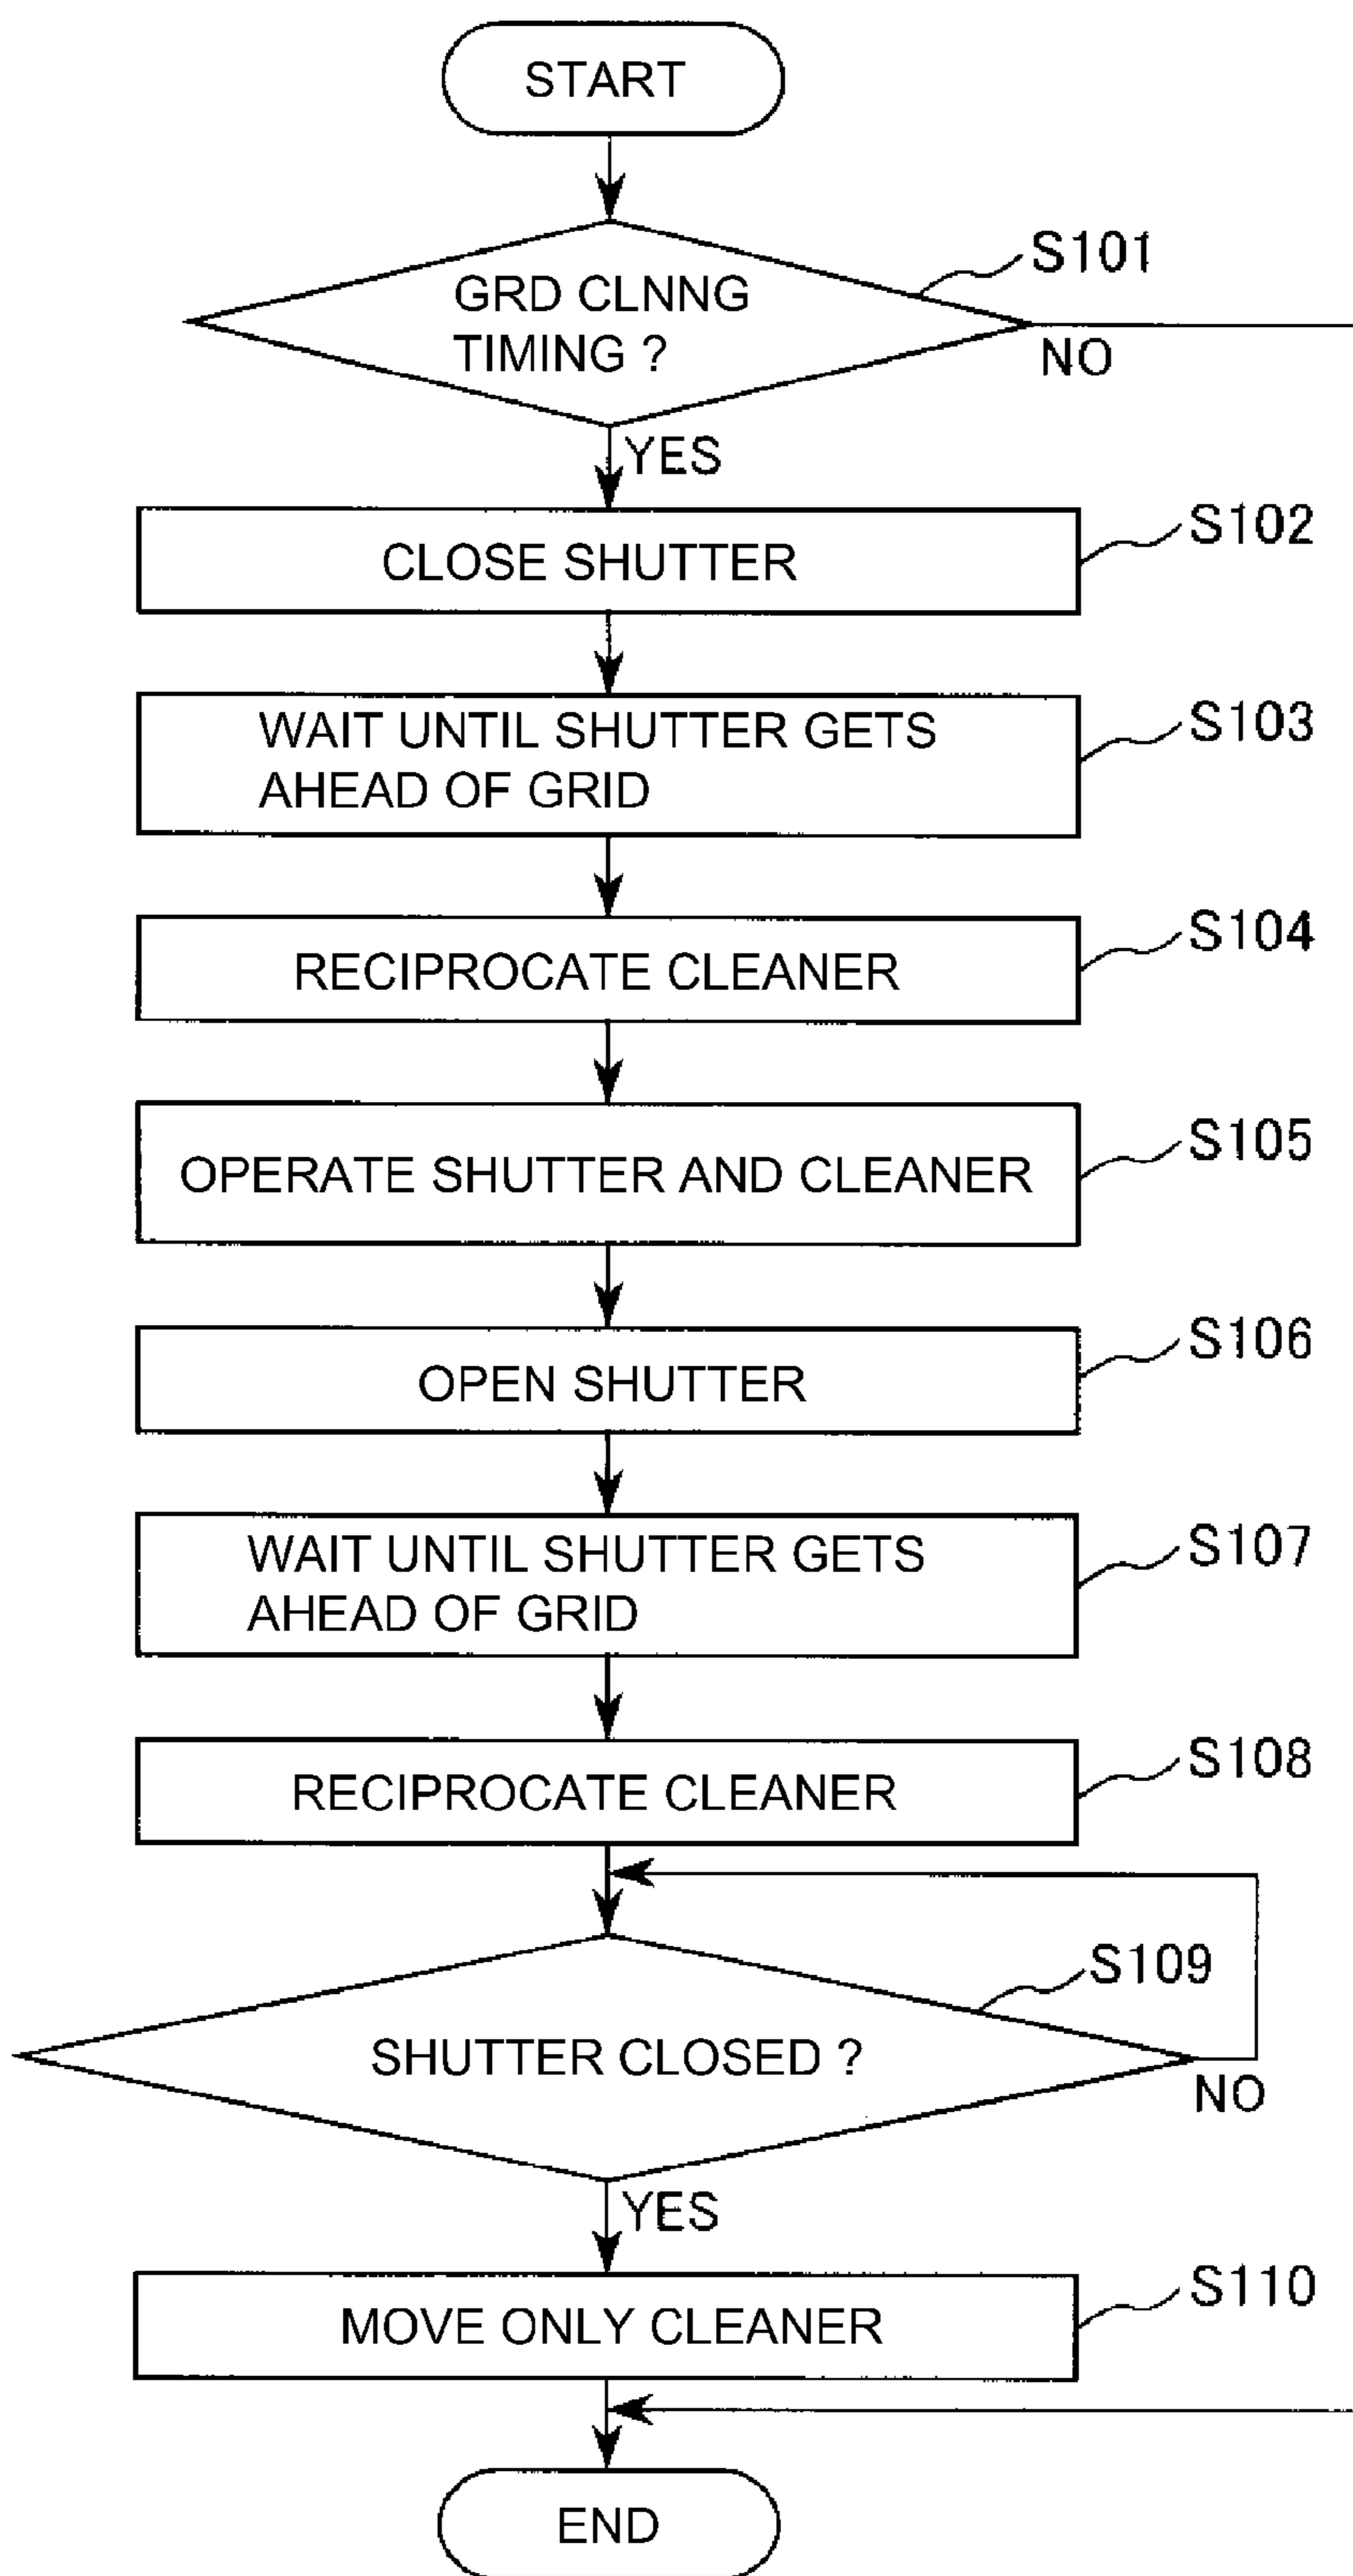 START
GRD CLNNG
TIMING ?
S101
NO
YES
CLOSE SHUTTER
S102
WAIT UNTIL SHUTTER GETS
AHEAD OF GRID
S103
RECIPROCATE CLEANER
S104
OPERATE SHUTTER AND CLEANER
S105
OPEN SHUTTER
S106
WAIT UNTIL SHUTTER GETS
AHEAD OF GRID
S107
RECIPROCATE CLEANER
S108
SHUTTER CLOSED ?
S109
NO
YES
MOVE ONLY CLEANER
S110
END